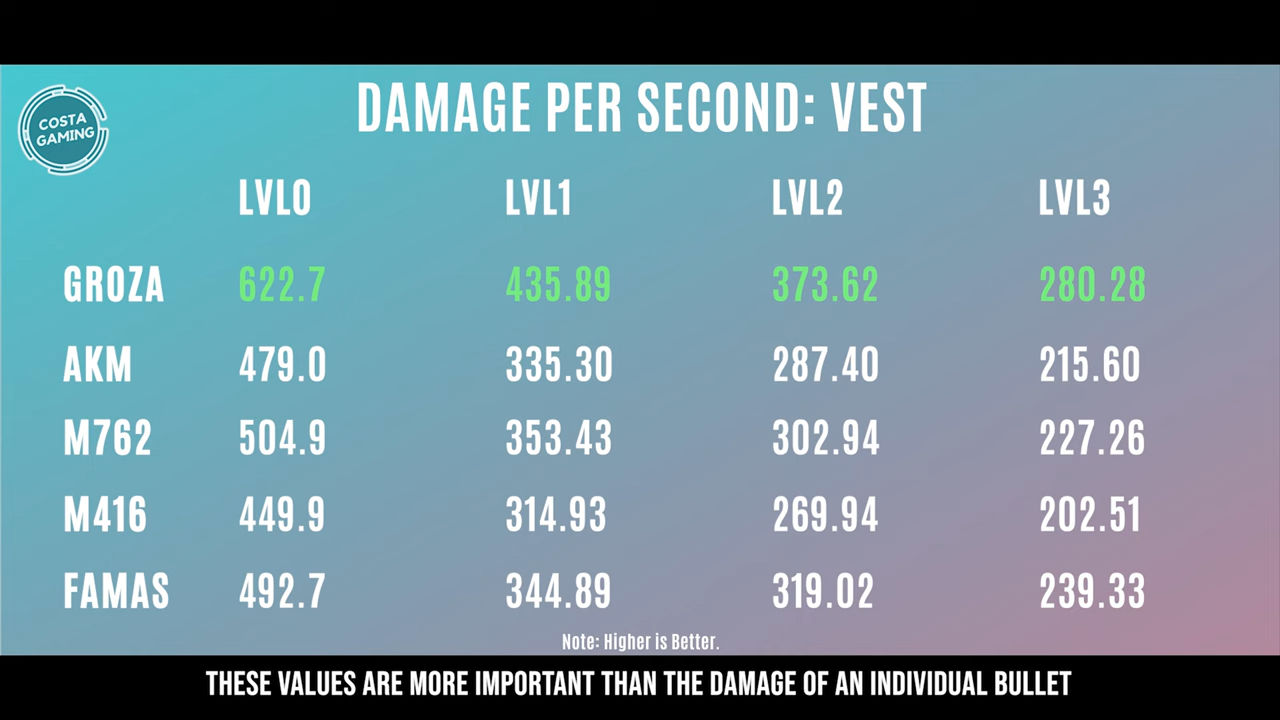 COSTA
GAMING
DAMAGE PER SECOND: VEST
LVL0 LVL1 LVL2 LVL3
GROZA 622.7 435.89 373.62 280.28
AKM 479.0 335.30 287.40 215.60
M762 504.9 353.43 302.94 227.26
M416 449.9 314.93 269.94 202.51
FAMAS 492.7 344.89 319.02 239.33
Note: Higher is Better.
THESE VALUES ARE MORE IMPORTANT THAN THE DAMAGE OF AN INDIVIDUAL BULLET